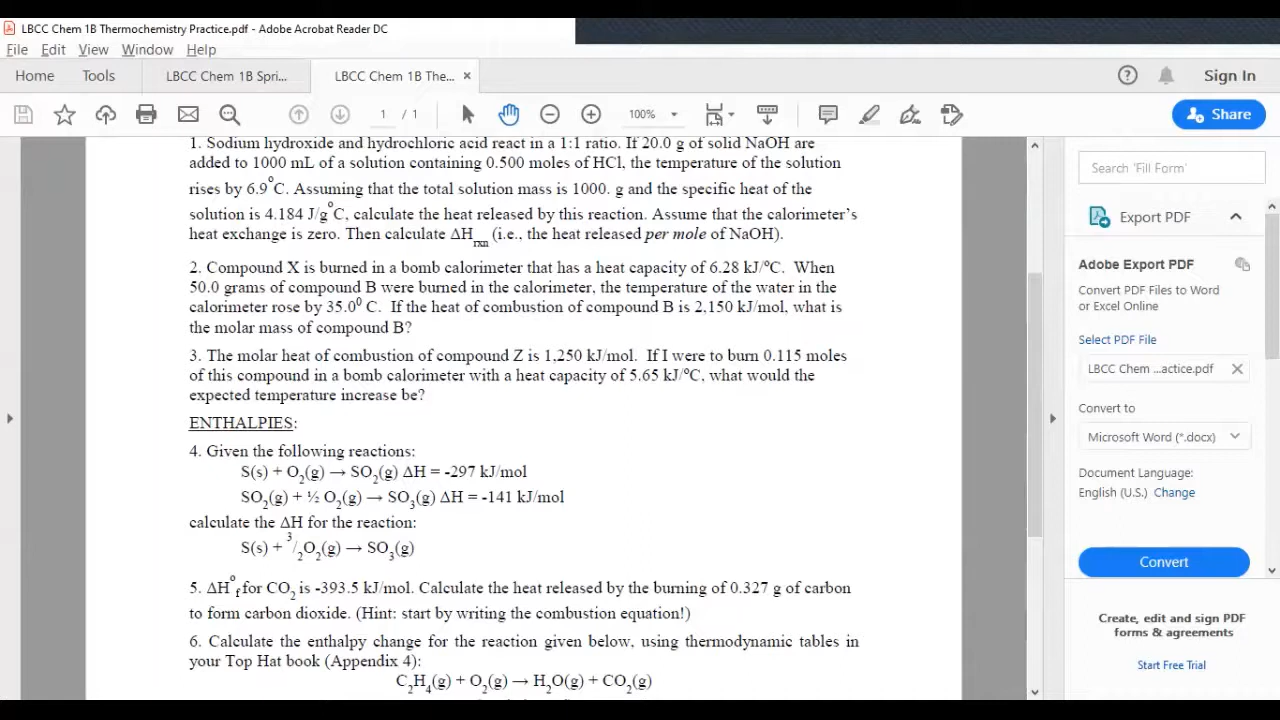 LBCC Chem 1B Thermochemistry Practice.pdf - Adobe Acrobat Reader DC
File Edit View Window Help
Home Tools LBCC Chem 1B Spri... LBCC Chem 1B The... ×
1 / 1 100% Share
? Sign In
1. Sodium hydroxide and hydrochloric acid react in a 1:1 ratio. If 20.0 g of solid NaOH are
added to 1000 mL of a solution containing 0.500 moles of HCl, the temperature of the solution
rises by 6.9°C. Assuming that the total solution mass is 1000. g and the specific heat of the
solution is 4.184 J/g°C, calculate the heat released by this reaction. Assume that the calorimeter's
heat exchange is zero. Then calculate ΔHrxn (i.e., the heat released per mole of NaOH).
2. Compound X is burned in a bomb calorimeter that has a heat capacity of 6.28 kJ/°C. When
50.0 grams of compound B were burned in the calorimeter, the temperature of the water in the
calorimeter rose by 35.0⁰ C. If the heat of combustion of compound B is 2,150 kJ/mol, what is
the molar mass of compound B?
3. The molar heat of combustion of compound Z is 1,250 kJ/mol. If I were to burn 0.115 moles
of this compound in a bomb calorimeter with a heat capacity of 5.65 kJ/°C, what would the
expected temperature increase be?
ENTHALPIES:
4. Given the following reactions:
S(s) + O₂(g) → SO₂(g) ΔH = -297 kJ/mol
SO₂(g) + ½ O₂(g) → SO₃(g) ΔH = -141 kJ/mol
calculate the ΔH for the reaction:
S(s) + ³/₂O₂(g) → SO₃(g)
5. ΔH°f for CO₂ is -393.5 kJ/mol. Calculate the heat released by the burning of 0.327 g of carbon
to form carbon dioxide. (Hint: start by writing the combustion equation!)
6. Calculate the enthalpy change for the reaction given below, using thermodynamic tables in
your Top Hat book (Appendix 4):
C₂H₄(g) + O₂(g) → H₂O(g) + CO₂(g)
Search 'Fill Form'
Export PDF
Adobe Export PDF
Convert PDF Files to Word
or Excel Online
Select PDF File
LBCC Chem ...actice.pdf ×
Convert to
Microsoft Word (*.docx)
Document Language:
English (U.S.) Change
Convert
Create, edit and sign PDF
forms & agreements
Start Free Trial